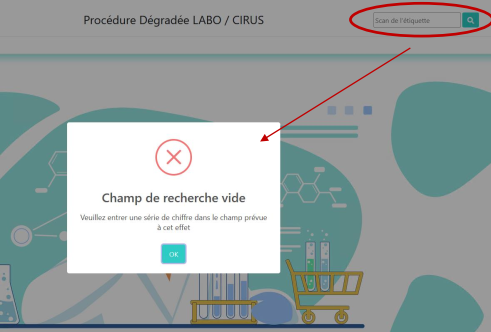 Procédure Dégradée LABO / CIRUS
Scan de l'étiquette
Champ de recherche vide
Veuillez entrer une série de chiffre dans le champ prévue
à cet effet
OK